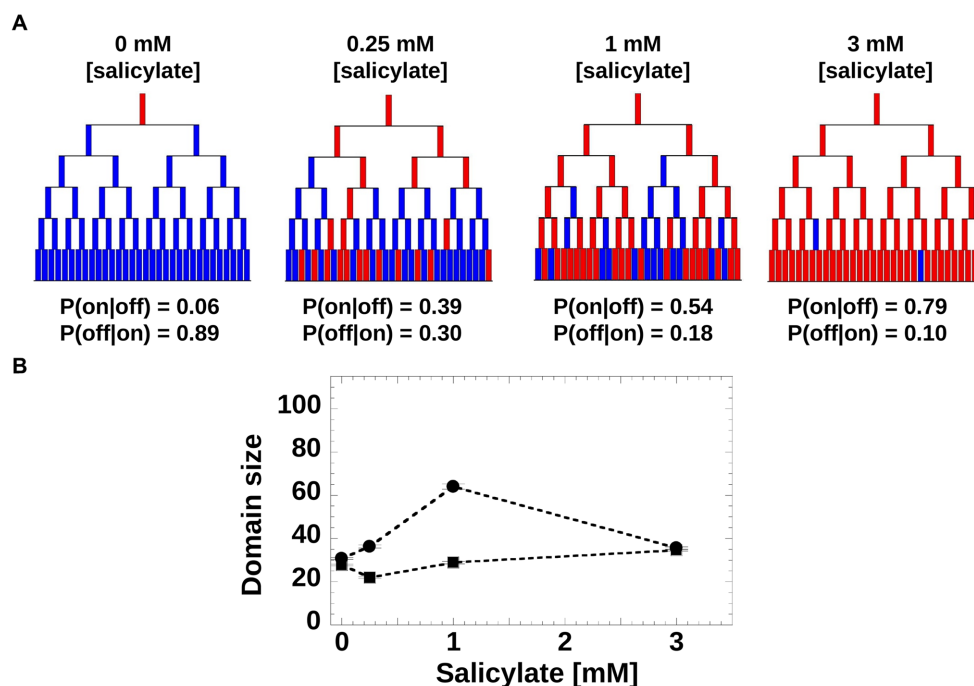 A
0 mM
[salicylate]
0.25 mM
[salicylate]
1 mM
[salicylate]
3 mM
[salicylate]
P(on|off) = 0.06
P(off|on) = 0.89
P(on|off) = 0.39
P(off|on) = 0.30
P(on|off) = 0.54
P(off|on) = 0.18
P(on|off) = 0.79
P(off|on) = 0.10
B
Domain size
100
80
60
40
20
0
0 1 2 3
Salicylate [mM]